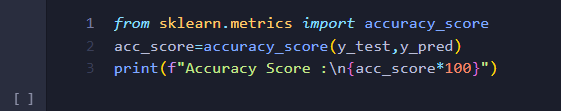 1 from sklearn.metrics import accuracy_score
2 acc_score=accuracy_score(y_test,y_pred)
3 print(f"Accuracy Score :\n{acc_score*100}")
[ ]